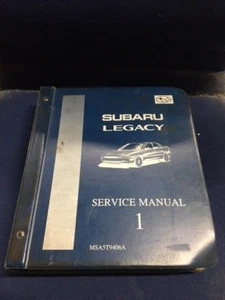 SUBARU
LEGACY
SERVICE MANUAL
1
MSA5T9406A